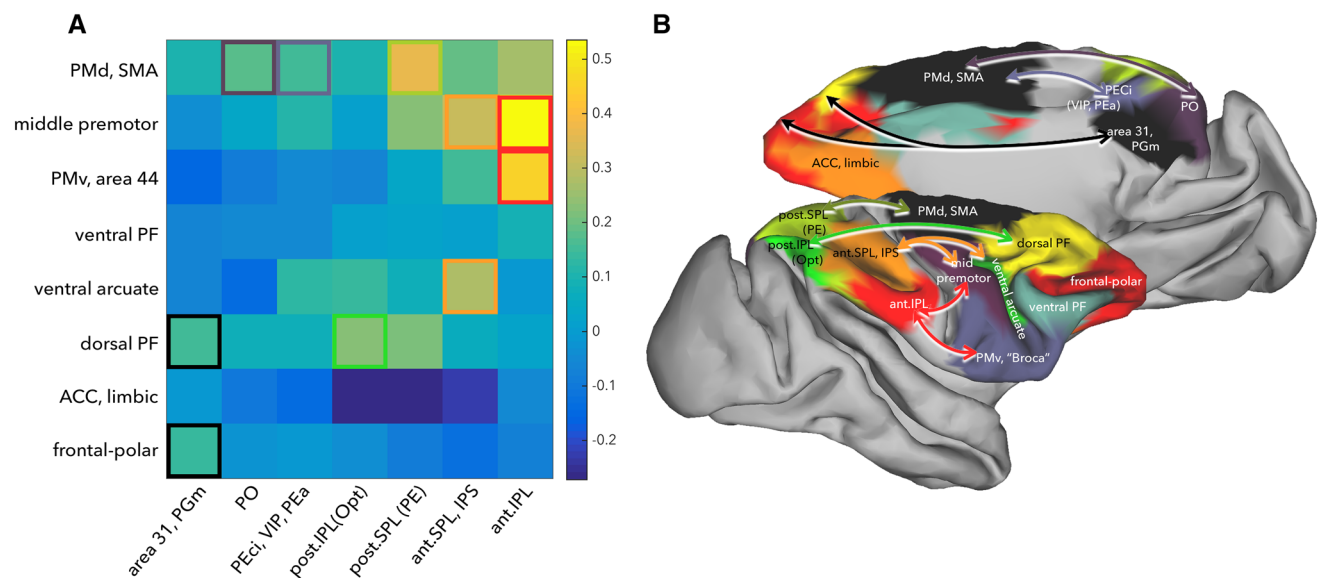 A
PMd, SMA
middle premotor
PMv, area 44
ventral PF
ventral arcuate
dorsal PF
ACC, limbic
frontal-polar
area 31, PGm
PO
PEci, VIP, PEa
post.IPL(Opt)
post.SPL (PE)
ant.SPL, IPS
ant.IPL
0.5
0.4
0.3
0.2
0.1
0
-0.1
-0.2
B
PMd, SMA
PECi
(VIP, PEa)
PO
area 31,
PGm
ACC, limbic
post.SPL
(PE)
PMd, SMA
post.IPL
(Opt)
ant.SPL, IPS
dorsal PF
mid
premotor
ventral arcuate
frontal-polar
ant.IPL
ventral PF
PMv, "Broca"